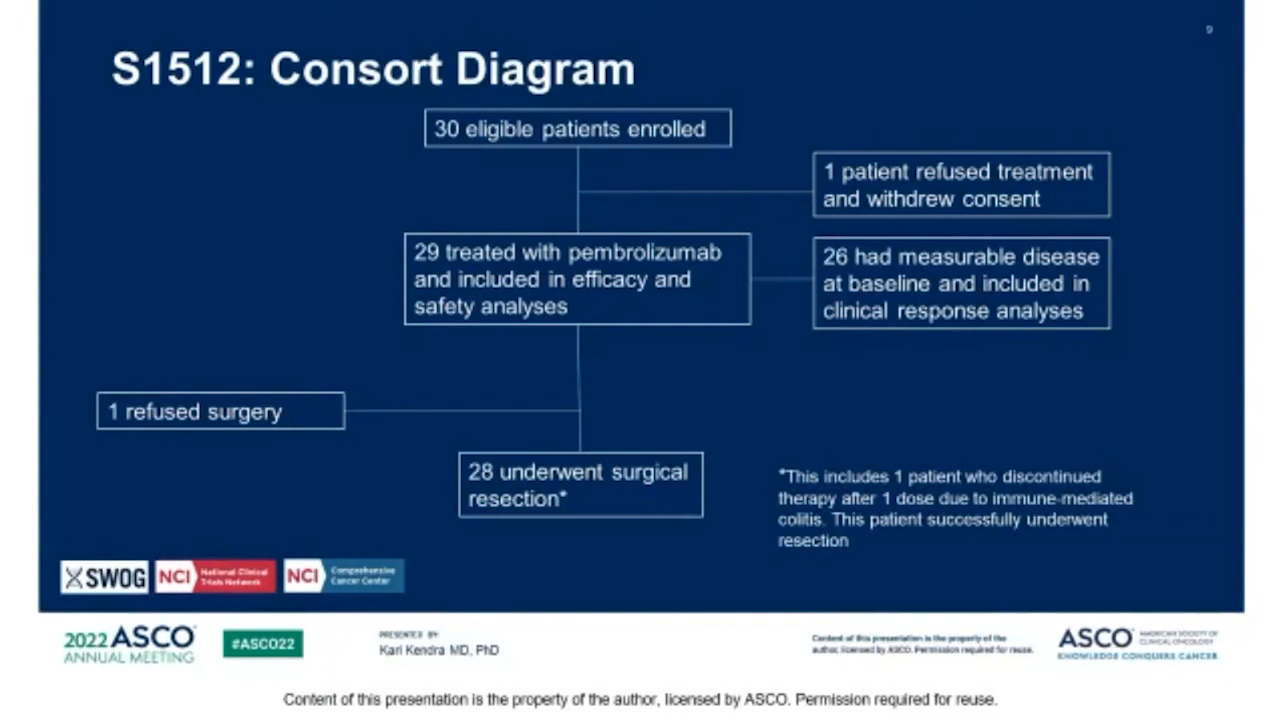 9
S1512: Consort Diagram
30 eligible patients enrolled
1 patient refused treatment
and withdrew consent
29 treated with pembrolizumab
and included in efficacy and
safety analyses
26 had measurable disease
at baseline and included in
clinical response analyses
1 refused surgery
28 underwent surgical
resection*
*This includes 1 patient who discontinued
therapy after 1 dose due to immune-mediated
colitis. This patient successfully underwent
resection
SWOG
NCI National Clinical
Trials Network
NCI Comprehensive
Cancer Center
2022 ASCO
ANNUAL MEETING
#ASCO22
PRESENTED BY
Kari Kendra MD, PhD
Content of this presentation is the property of the
author, licensed by ASCO. Permission required for reuse.
ASCO AMERICAN SOCIETY OF
CLINICAL ONCOLOGY
KNOWLEDGE CONQUERS CANCER
Content of this presentation is the property of the author, licensed by ASCO. Permission required for reuse.